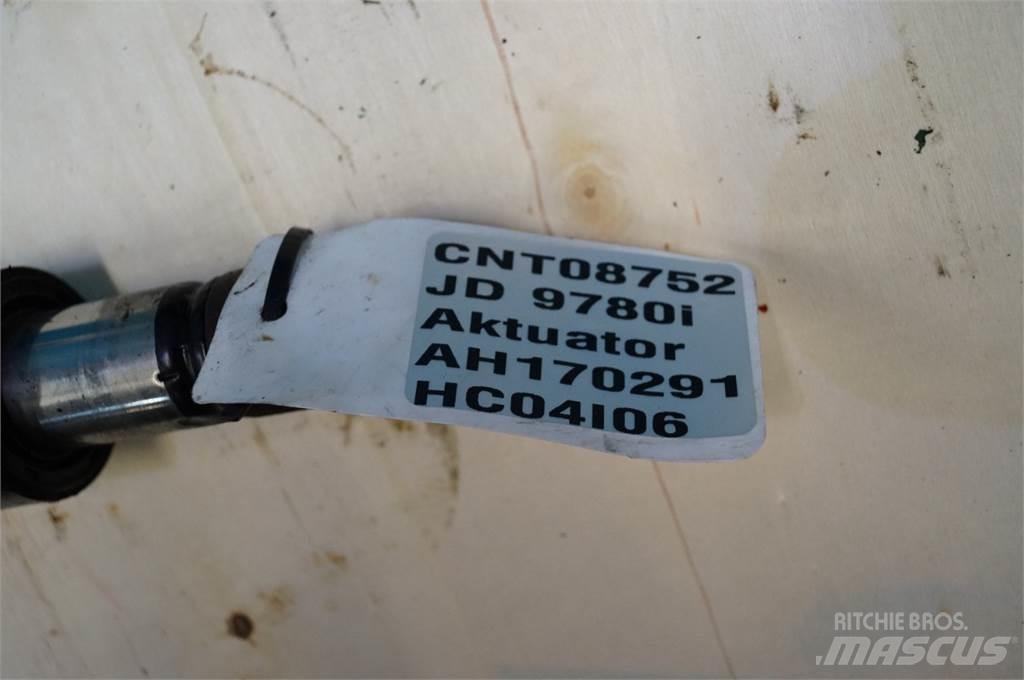 CNT08752
JD 9780i
Aktuator
AH170291
HC04I06
RITCHIE BROS.
MASCUS